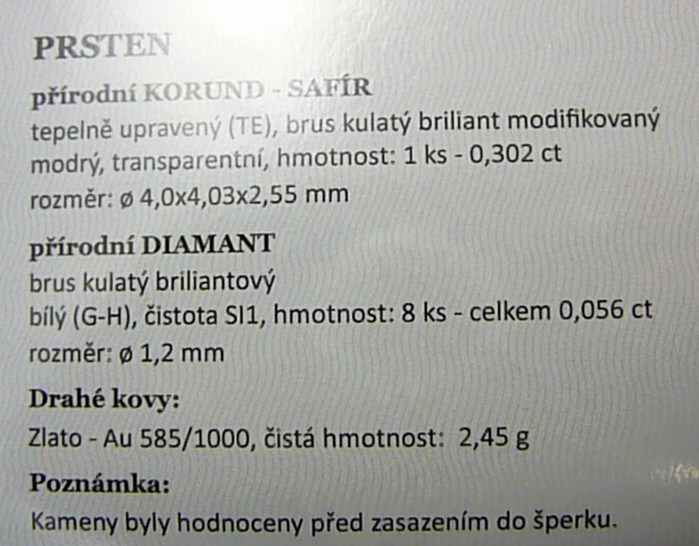 PRSTEN
přírodní KORUND - SAFÍR
tepelně upravený (TE), brus kulatý briliant modifikovaný
modrý, transparentní, hmotnost: 1 ks - 0,302 ct
rozměr: ø 4,0x4,03x2,55 mm
přírodní DIAMANT
brus kulatý briliantový
bílý (G-H), čistota SI1, hmotnost: 8 ks - celkem 0,056 ct
rozměr: ø 1,2 mm
Drahé kovy:
Zlato - Au 585/1000, čistá hmotnost: 2,45 g
Poznámka:
Kameny byly hodnoceny před zasazením do šperku.